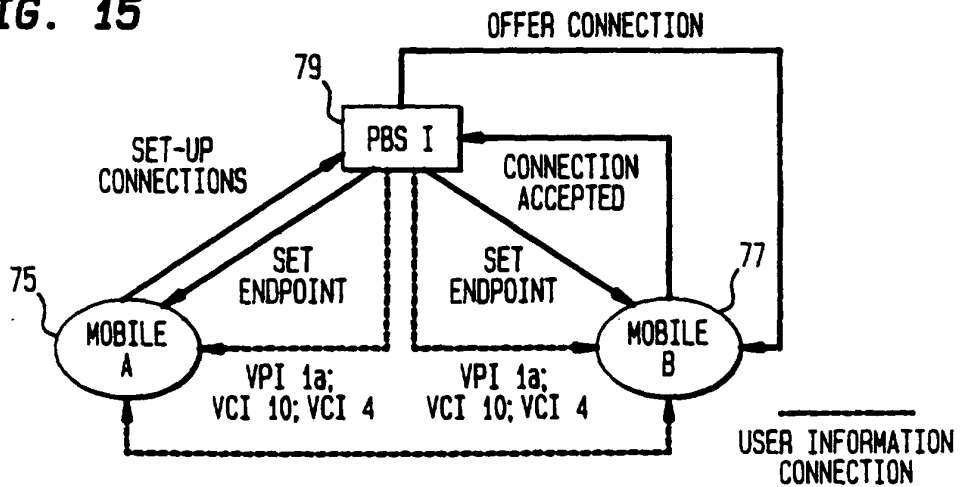 IG. 15
OFFER CONNECTION
79
PBS I
SET-UP
CONNECTIONS
CONNECTION
ACCEPTED
SET
ENDPOINT
SET
ENDPOINT
75
77
MOBILE
A
MOBILE
B
VPI 1a;
VCI 10; VCI 4
VPI 1a;
VCI 10; VCI 4
USER INFORMATION
CONNECTION